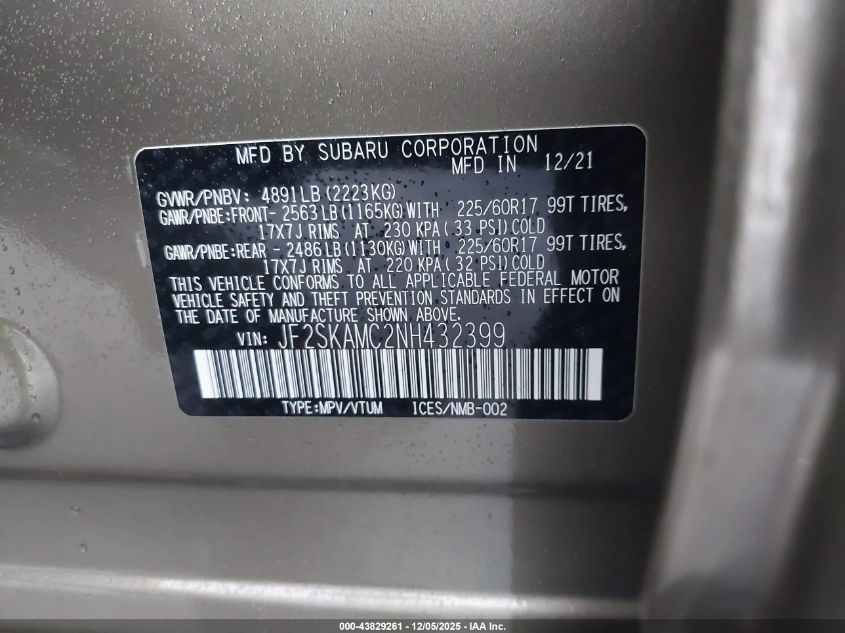 MFD BY SUBARU CORPORATION
MFD IN 12/21
GVWR/PNBV: 4891LB(2223KG)
GAWR/PNBE:FRONT- 2563LB(1165KG)WITH 225/60R17 99T TIRES,
17X7J RIMS AT 230 KPA( 33 PSI)COLD
GAWR/PNBE:REAR - 2486LB(1130KG)WITH 225/60R17 99T TIRES,
17X7J RIMS AT 220 KPA( 32 PSI)COLD
THIS VEHICLE CONFORMS TO ALL APPLICABLE FEDERAL MOTOR
VEHICLE SAFETY AND THEFT PREVENTION STANDARDS IN EFFECT ON
THE DATE OF MANUFACTURE SHOWN ABOVE.
VIN: JF2SKAMC2NH432399
TYPE:MPV/VTUM ICES/NMB-002
000-43829261 - 12/05/2025 - IAA Inc.